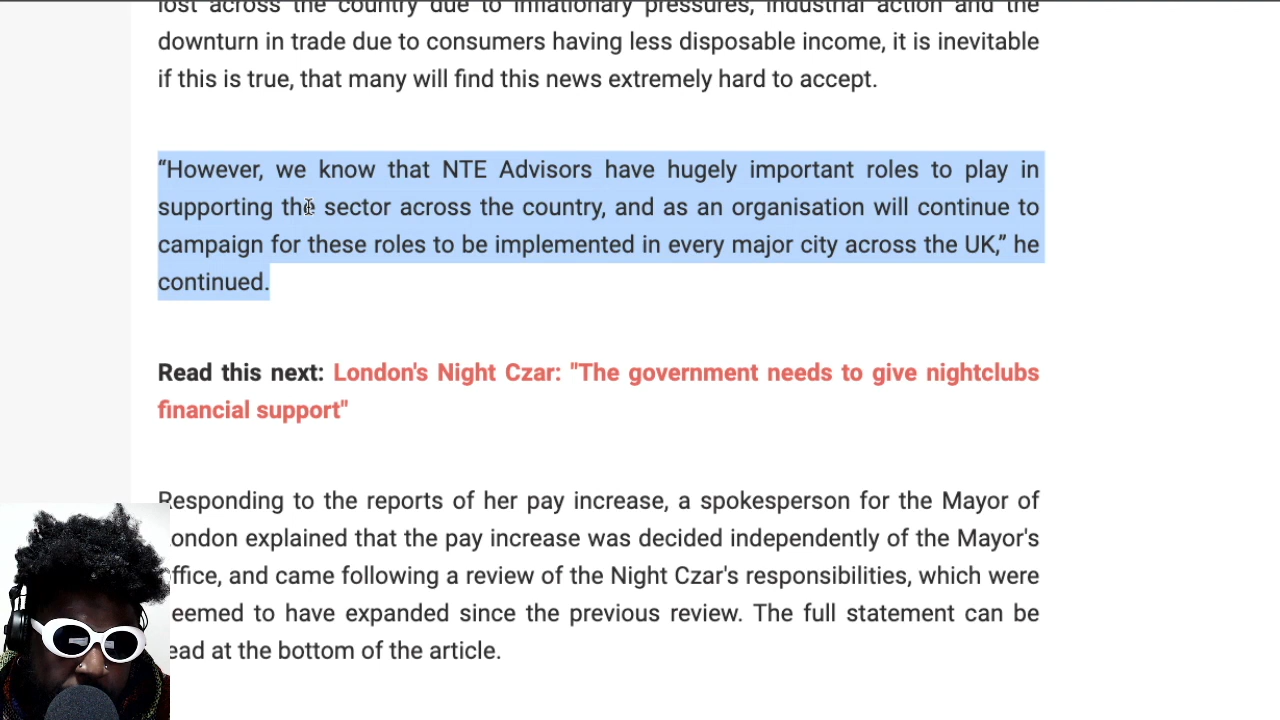 lost across the country due to inflationary pressures, industrial action and the
downturn in trade due to consumers having less disposable income, it is inevitable
if this is true, that many will find this news extremely hard to accept.
“However, we know that NTE Advisors have hugely important roles to play in
supporting the sector across the country, and as an organisation will continue to
campaign for these roles to be implemented in every major city across the UK,” he
continued.
Read this next: London's Night Czar: "The government needs to give nightclubs
financial support"
Responding to the reports of her pay increase, a spokesperson for the Mayor of
ondon explained that the pay increase was decided independently of the Mayor's
ffice, and came following a review of the Night Czar's responsibilities, which were
eemed to have expanded since the previous review. The full statement can be
ead at the bottom of the article.